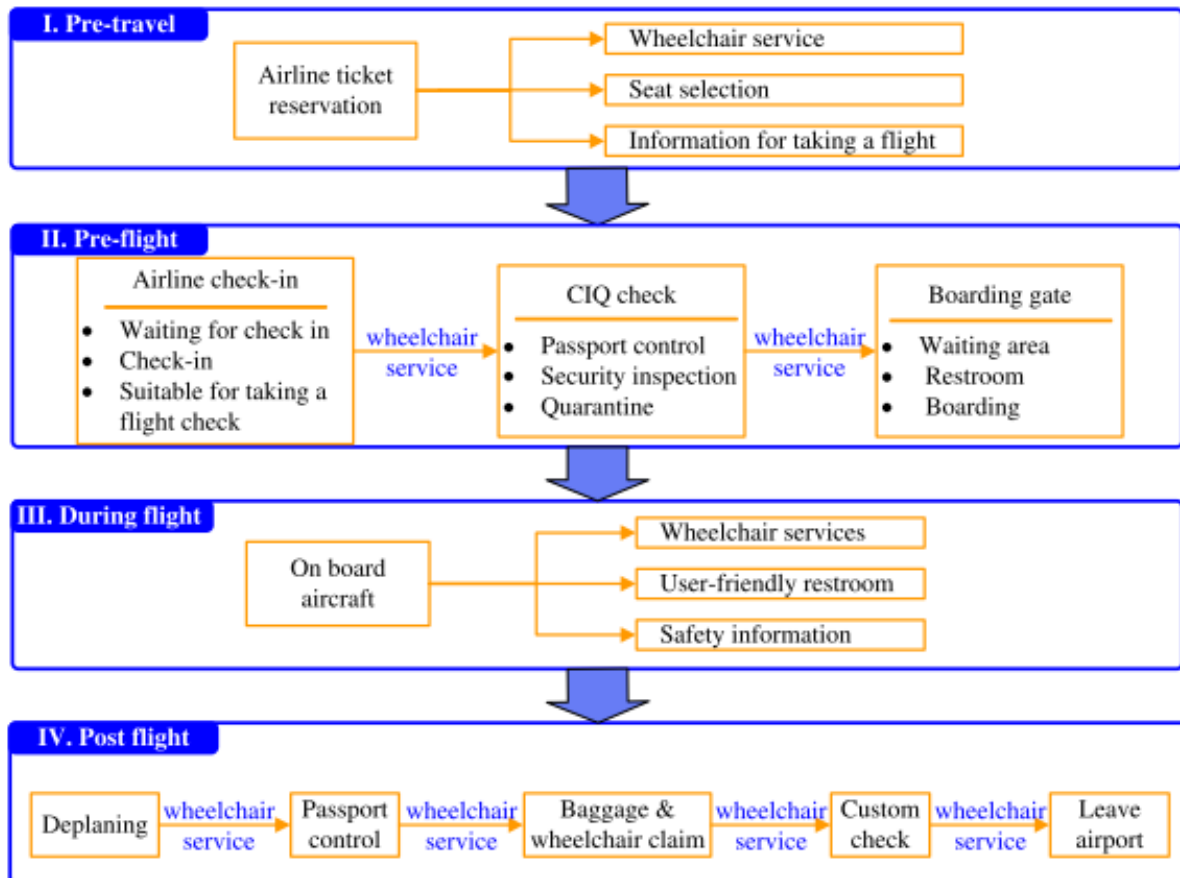 I. Pre-travel
Airline ticket
reservation
Wheelchair service
Seat selection
Information for taking a flight
II. Pre-flight
Airline check-in
• Waiting for check in
• Check-in
• Suitable for taking a
flight check
wheelchair
service
CIQ check
• Passport control
• Security inspection
• Quarantine
wheelchair
service
Boarding gate
• Waiting area
• Restroom
• Boarding
III. During flight
On board
aircraft
Wheelchair services
User-friendly restroom
Safety information
IV. Post flight
Deplaning
wheelchair
service
Passport
control
wheelchair
service
Baggage &
wheelchair claim
wheelchair
service
Custom
check
wheelchair
service
Leave
airport